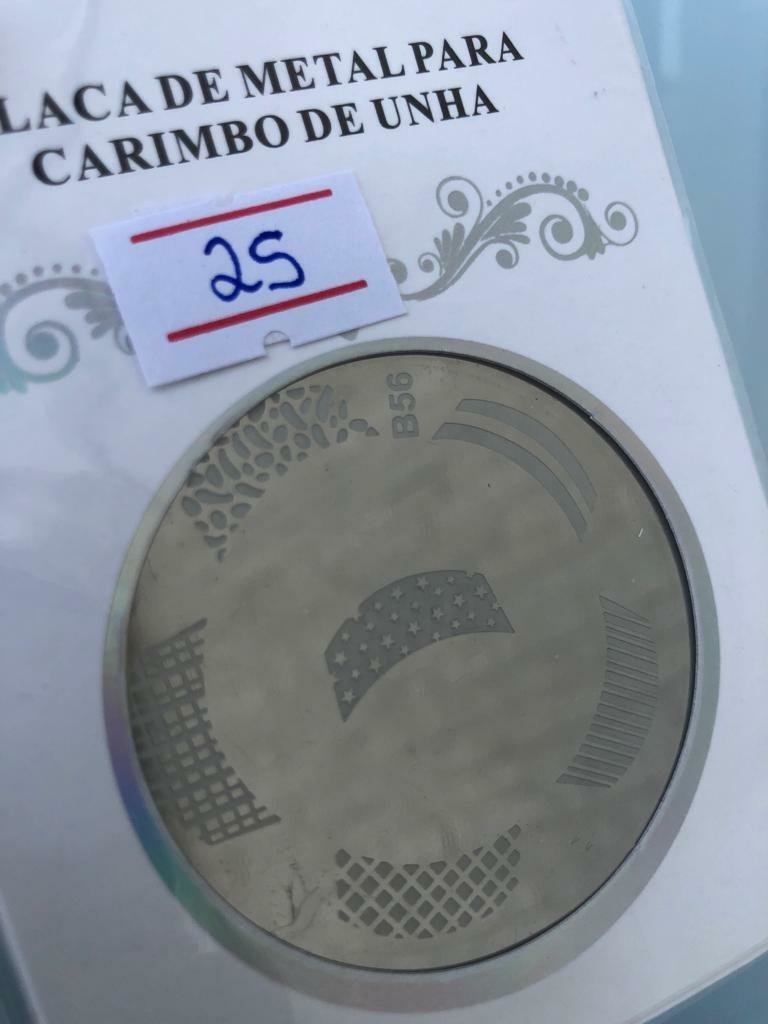 LACA DE METAL PARA
CARIMBO DE UNHA
25
B56